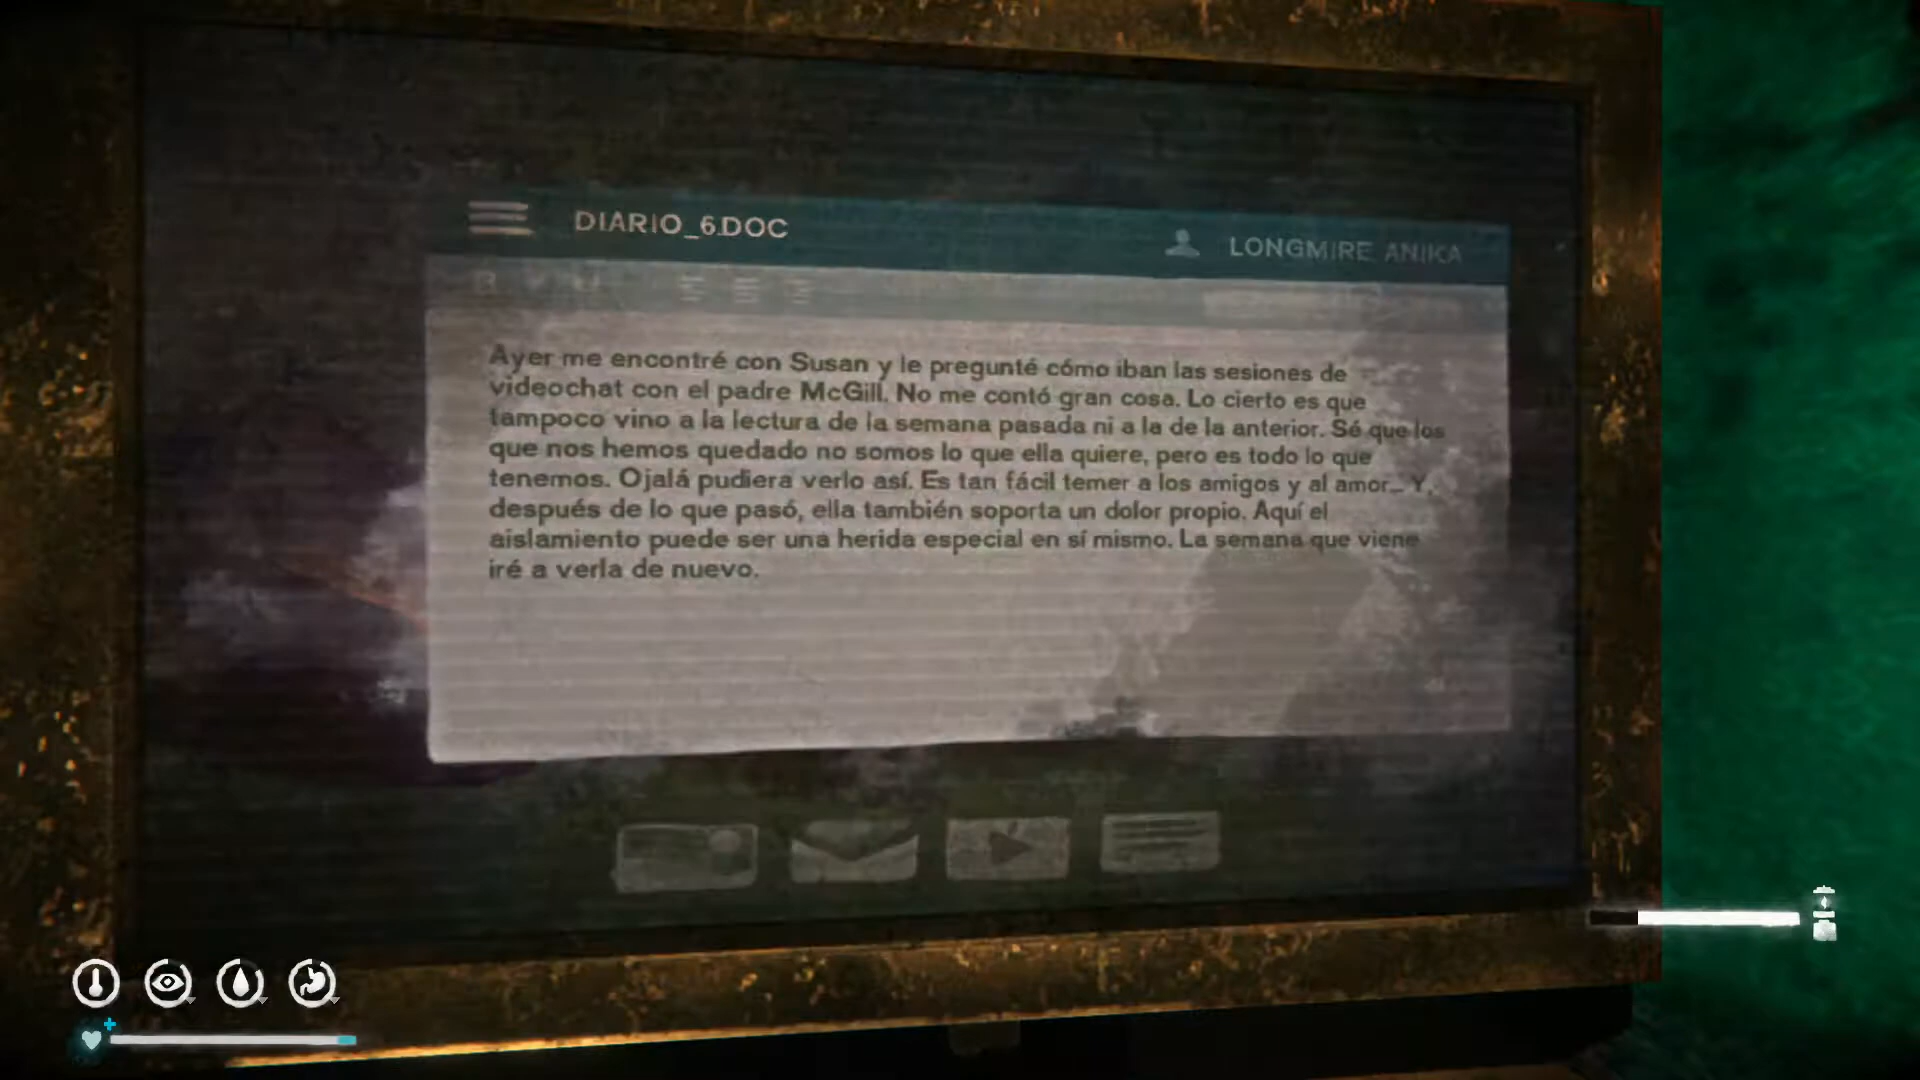 DIARIO_6.DOC
LONGMIRE ANIKA
Ayer me encontré con Susan y le pregunté cómo iban las sesiones de
videochat con el padre McGill. No me contó gran cosa. Lo cierto es que
tampoco vino a la lectura de la semana pasada ni a la de la anterior. Sé que los
que nos hemos quedado no somos lo que ella quiere, pero es todo lo que
tenemos. Ojalá pudiera verlo así. Es tan fácil temer a los amigos y al amor... Y,
después de lo que pasó, ella también soporta un dolor propio. Aquí el
aislamiento puede ser una herida especial en sí mismo. La semana que viene
iré a verla de nuevo.